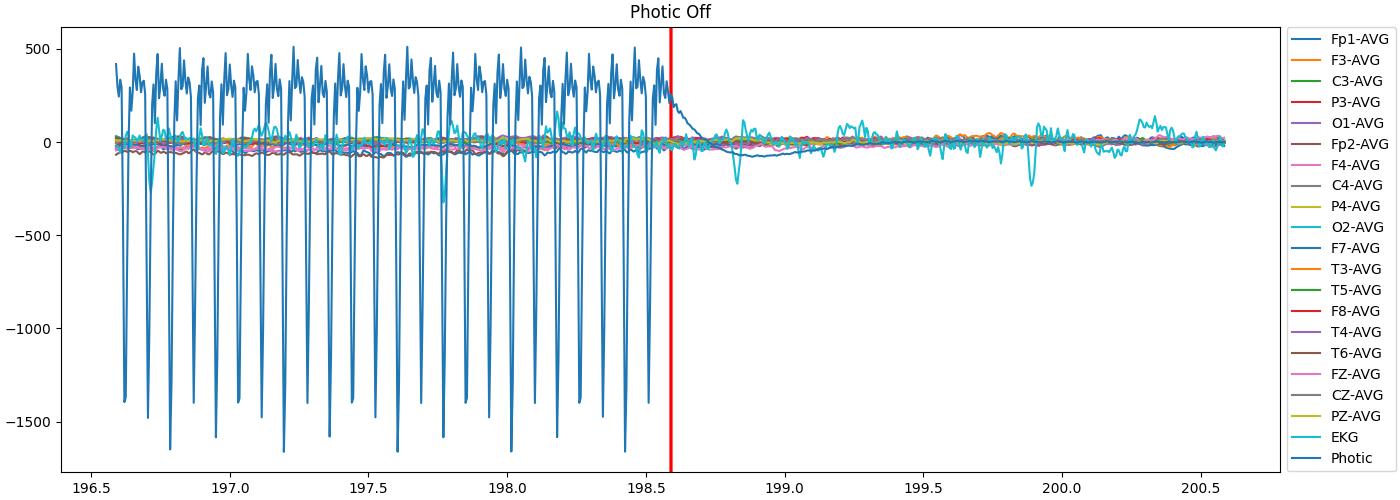 Photic Off
500
0
−500
−1000
−1500
196.5
197.0
197.5
198.0
198.5
199.0
199.5
200.0
200.5
Fp1-AVG
F3-AVG
C3-AVG
P3-AVG
O1-AVG
Fp2-AVG
F4-AVG
C4-AVG
P4-AVG
O2-AVG
F7-AVG
T3-AVG
T5-AVG
F8-AVG
T4-AVG
T6-AVG
FZ-AVG
CZ-AVG
PZ-AVG
EKG
Photic